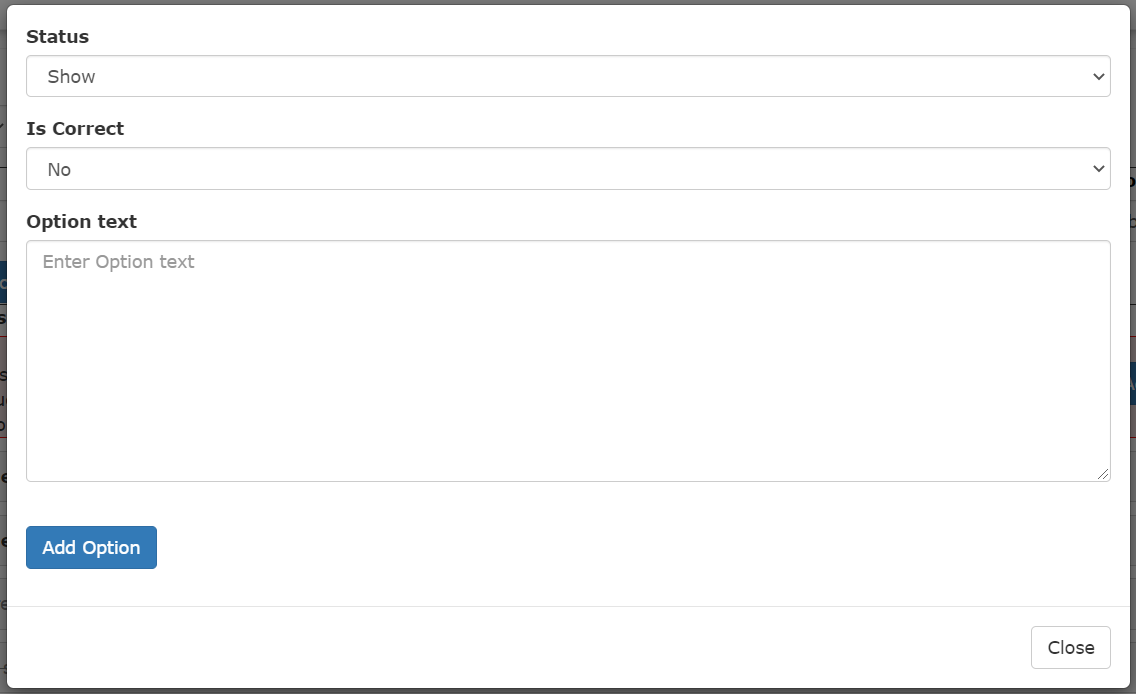 Status
Show
Is Correct
No
Option text
Enter Option text
Add Option
Close